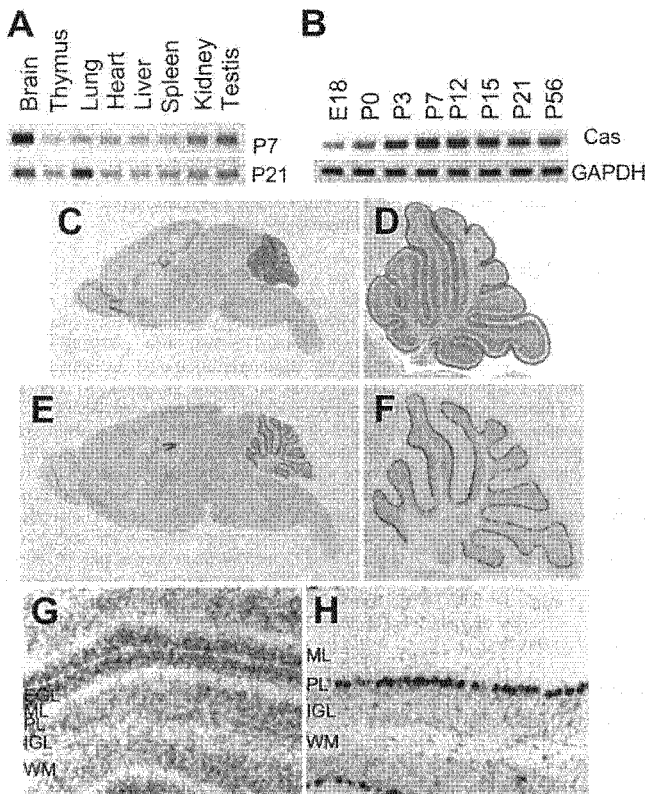 A
B
Brain
Thymus
Lung
Heart
Liver
Spleen
Kidney
Testis
P7
P21
E18
P0
P3
P7
P12
P15
P21
P56
Cas
GAPDH
C
D
E
F
G
EGL
ML
PL
IGL
WM
H
ML
PL
IGL
WM